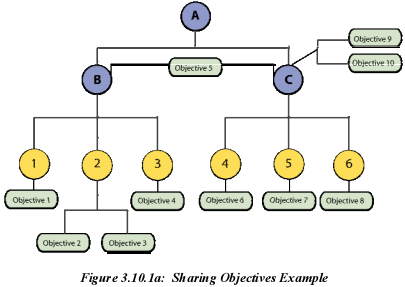 A
Objective 9
B
Objective 5
C
Objective 10
1
2
3
4
5
6
Objective 1
Objective 4
Objective 6
Objective 7
Objective 8
Objective 2
Objective 3
Figure 3.10.1a: Sharing Objectives Example